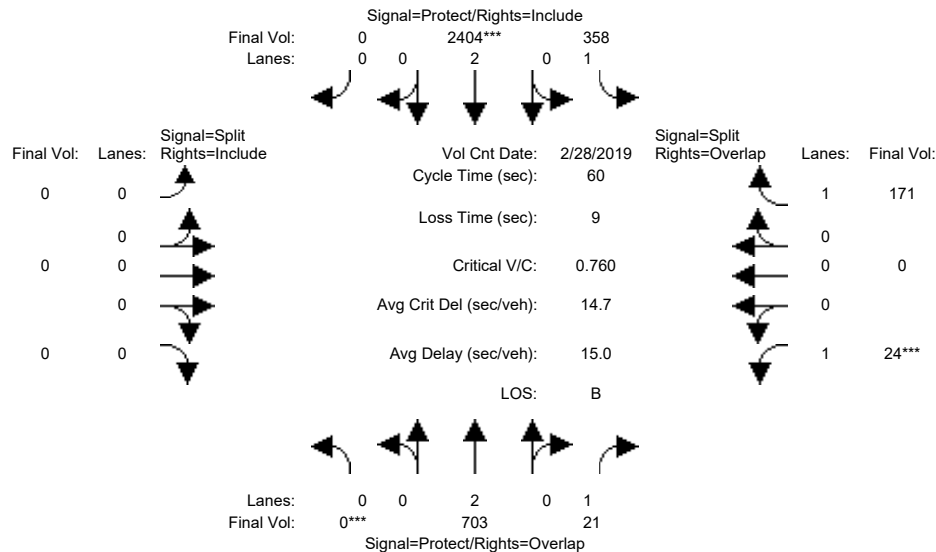 Signal=Protect/Rights=Include
Final Vol: 0 2404*** 358
Lanes: 0 0 2 0 1
Signal=Split
Final Vol: Lanes: Rights=Include
Vol Cnt Date: 2/28/2019
Signal=Split
Rights=Overlap Lanes: Final Vol:
Cycle Time (sec): 60
0 0
1 171
Loss Time (sec): 9
0
0
0 0
Critical V/C: 0.760
0 0
0
Avg Crit Del (sec/veh): 14.7
0
0 0
Avg Delay (sec/veh): 15.0
1 24***
LOS: B
Lanes: 0 0 2 0 1
Final Vol: 0*** 703 21
Signal=Protect/Rights=Overlap